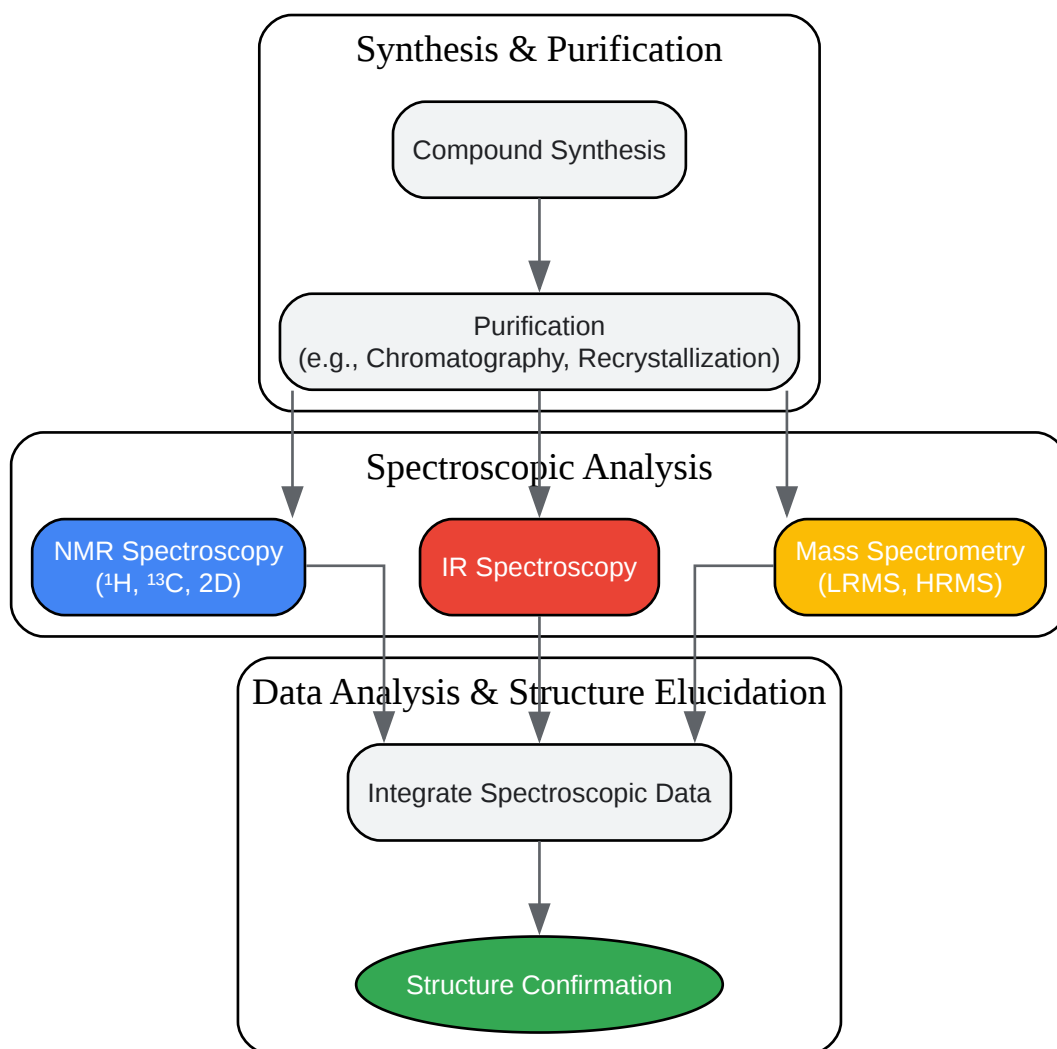 Synthesis & Purification
Compound Synthesis
Purification
(e.g., Chromatography, Recrystallization)
Spectroscopic Analysis
NMR Spectroscopy
(¹H, ¹³C, 2D)
IR Spectroscopy
Mass Spectrometry
(LRMS, HRMS)
Data Analysis & Structure Elucidation
Integrate Spectroscopic Data
Structure Confirmation